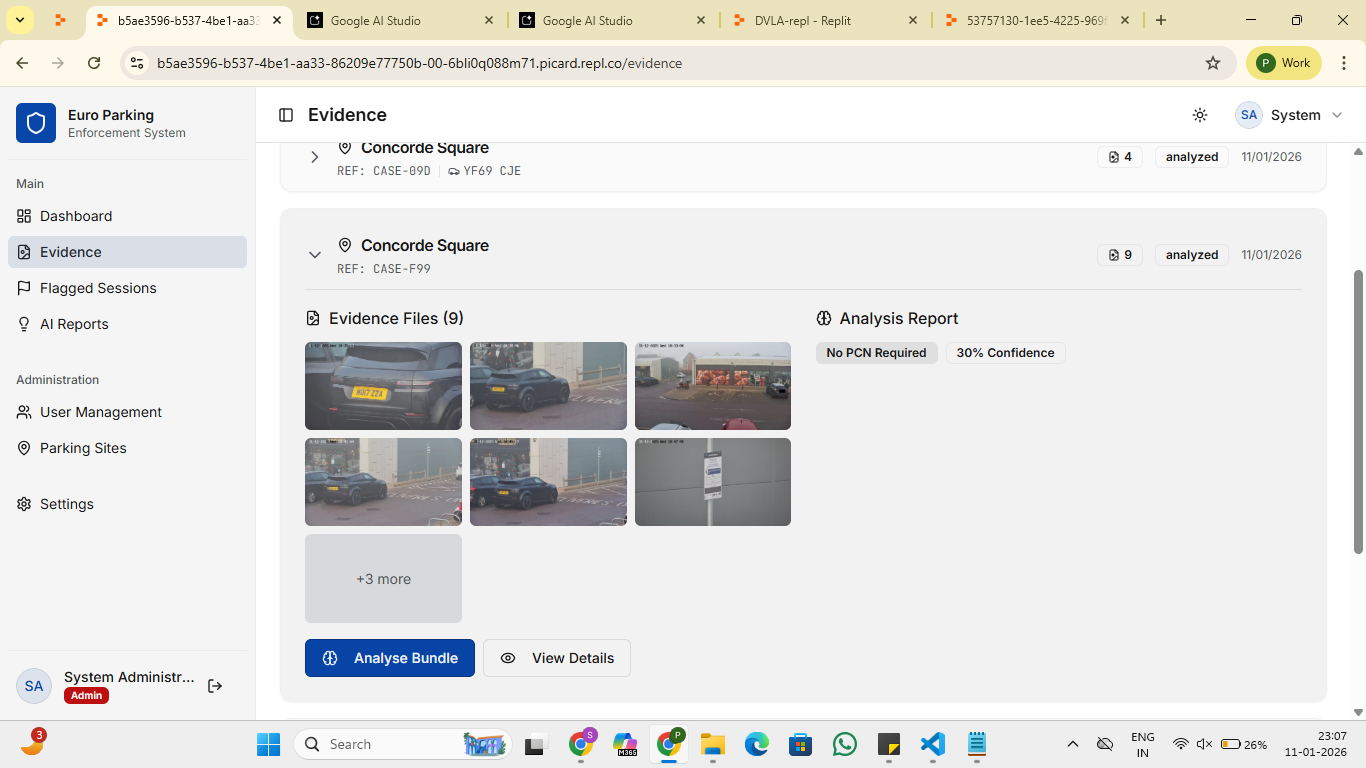 b5ae3596-b537-4be1-aa33
Google AI Studio
Google AI Studio
DVLA-repl - Replit
53757130-1ee5-4225-969f
b5ae3596-b537-4be1-aa33-86209e77750b-00-6bli0q088m71.picard.repl.co/evidence
P
Work
Euro Parking
Enforcement System
Evidence
SA
System
Main
Dashboard
Evidence
Flagged Sessions
AI Reports
Administration
User Management
Parking Sites
Settings
SA
System Administr...
Admin
Concorde Square
REF: CASE-09D
YF69 CJE
4
analyzed
11/01/2026
Concorde Square
REF: CASE-F99
9
analyzed
11/01/2026
Evidence Files (9)
Analysis Report
No PCN Required
30% Confidence
+3 more
Analyse Bundle
View Details
3
Search
S
M365
P
ENG
IN
26%
23:07
11-01-2026